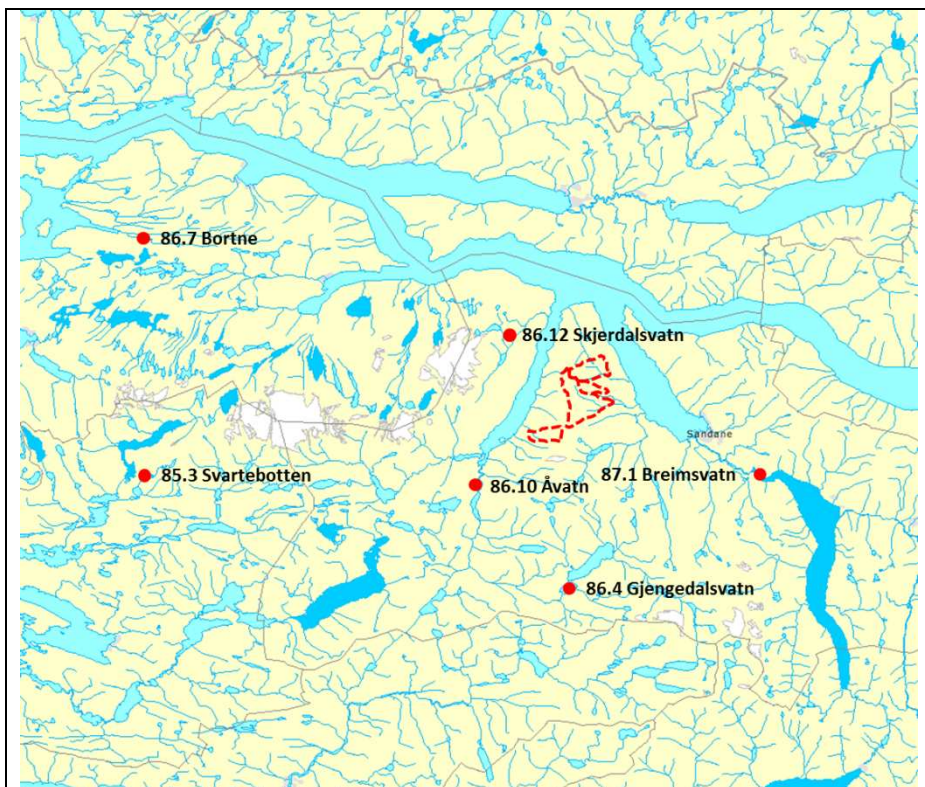 86.7 Bortne
86.12 Skjerdalsvatn
Sandane
85.3 Svartebotten
86.10 Åvatn
87.1 Breimsvatn
86.4 Gjengedalsvatn